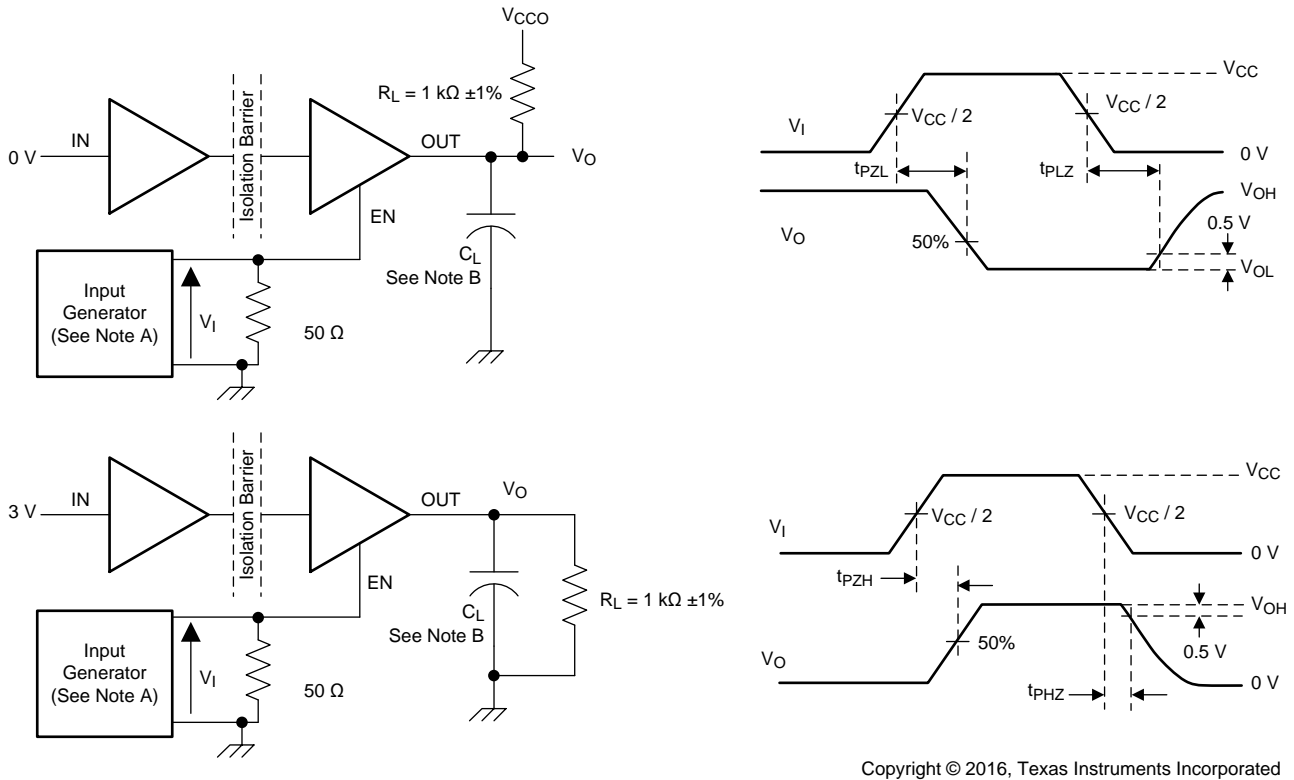 VCCO
RL = 1 kΩ ±1%
IN
Isolation Barrier
OUT
0 V
VO
EN
CL
See Note B
Input
Generator
(See Note A)
VI
50 Ω
VCC
VCC / 2
VCC / 2
VI
0 V
tPZL
tPLZ
VOH
0.5 V
VO
50%
VOL
IN
Isolation Barrier
OUT
VO
3 V
EN
CL
See Note B
RL = 1 kΩ ±1%
Input
Generator
(See Note A)
VI
50 Ω
VCC
VI
VCC / 2
VCC / 2
0 V
tPZH
VOH
0.5 V
50%
VO
0 V
tPHZ
Copyright © 2016, Texas Instruments Incorporated